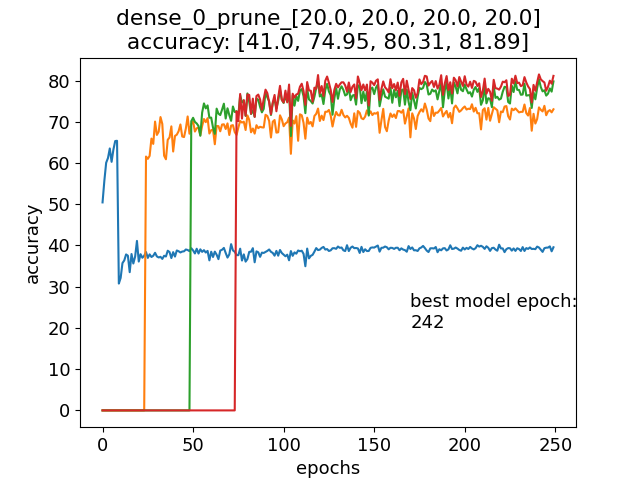 dense_0_prune_[20.0, 20.0, 20.0, 20.0]
accuracy: [41.0, 74.95, 80.31, 81.89]
80
70
60
50
40
30
20
10
0
accuracy
best model epoch:
242
0 50 100 150 200 250
epochs